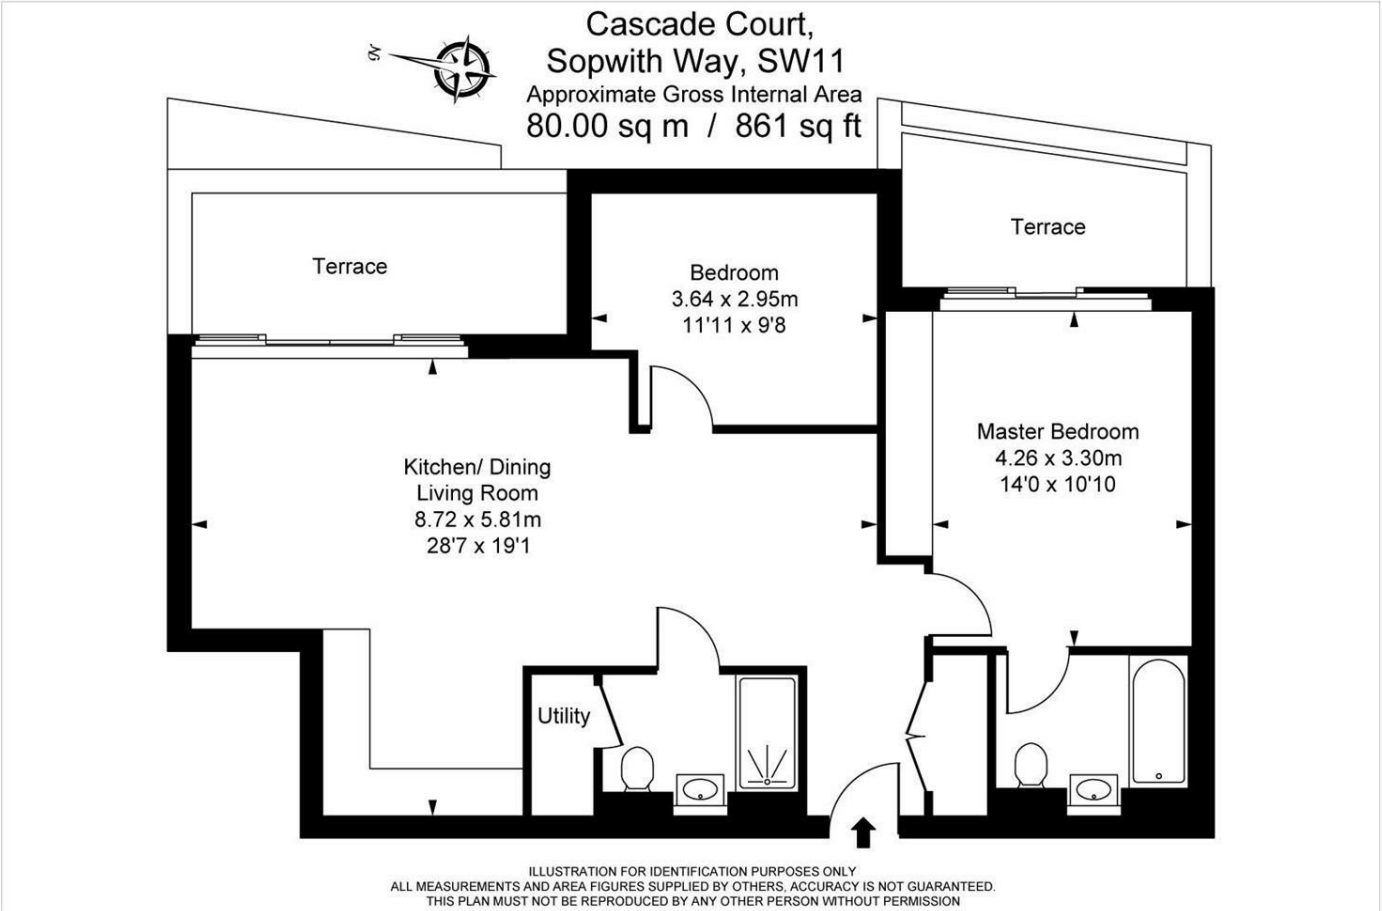 Cascade Court,
Sopwith Way, SW11
Approximate Gross Internal Area
80.00 sq m / 861 sq ft
N
Terrace
Bedroom
3.64 x 2.95m
11'11 x 9'8
Terrace
Master Bedroom
4.26 x 3.30m
14'0 x 10'10
Kitchen/ Dining
Living Room
8.72 x 5.81m
28'7 x 19'1
Utility
ILLUSTRATION FOR IDENTIFICATION PURPOSES ONLY
ALL MEASUREMENTS AND AREA FIGURES SUPPLIED BY OTHERS, ACCURACY IS NOT GUARANTEED.
THIS PLAN MUST NOT BE REPRODUCED BY ANY OTHER PERSON WITHOUT PERMISSION